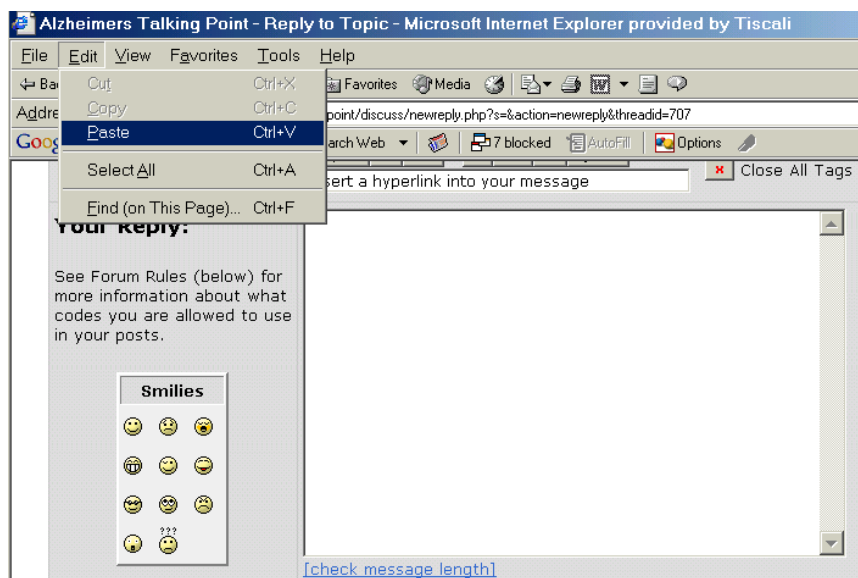 Alzheimers Talking Point - Reply to Topic - Microsoft Internet Explorer provided by Tiscali
File Edit View Favorites Tools Help
Favorites Media
Addre point/discuss/newreply.php?s=&action=newreply&threadid=707
arch Web 7 blocked AutoFill Options
Cut Ctrl+X
Copy Ctrl+C
Paste Ctrl+V
Select All Ctrl+A
Find (on This Page)... Ctrl+F
sert a hyperlink into your message
x Close All Tags
Your Reply:
See Forum Rules (below) for
more information about what
codes you are allowed to use
in your posts.
Smilies
???
[check message length]